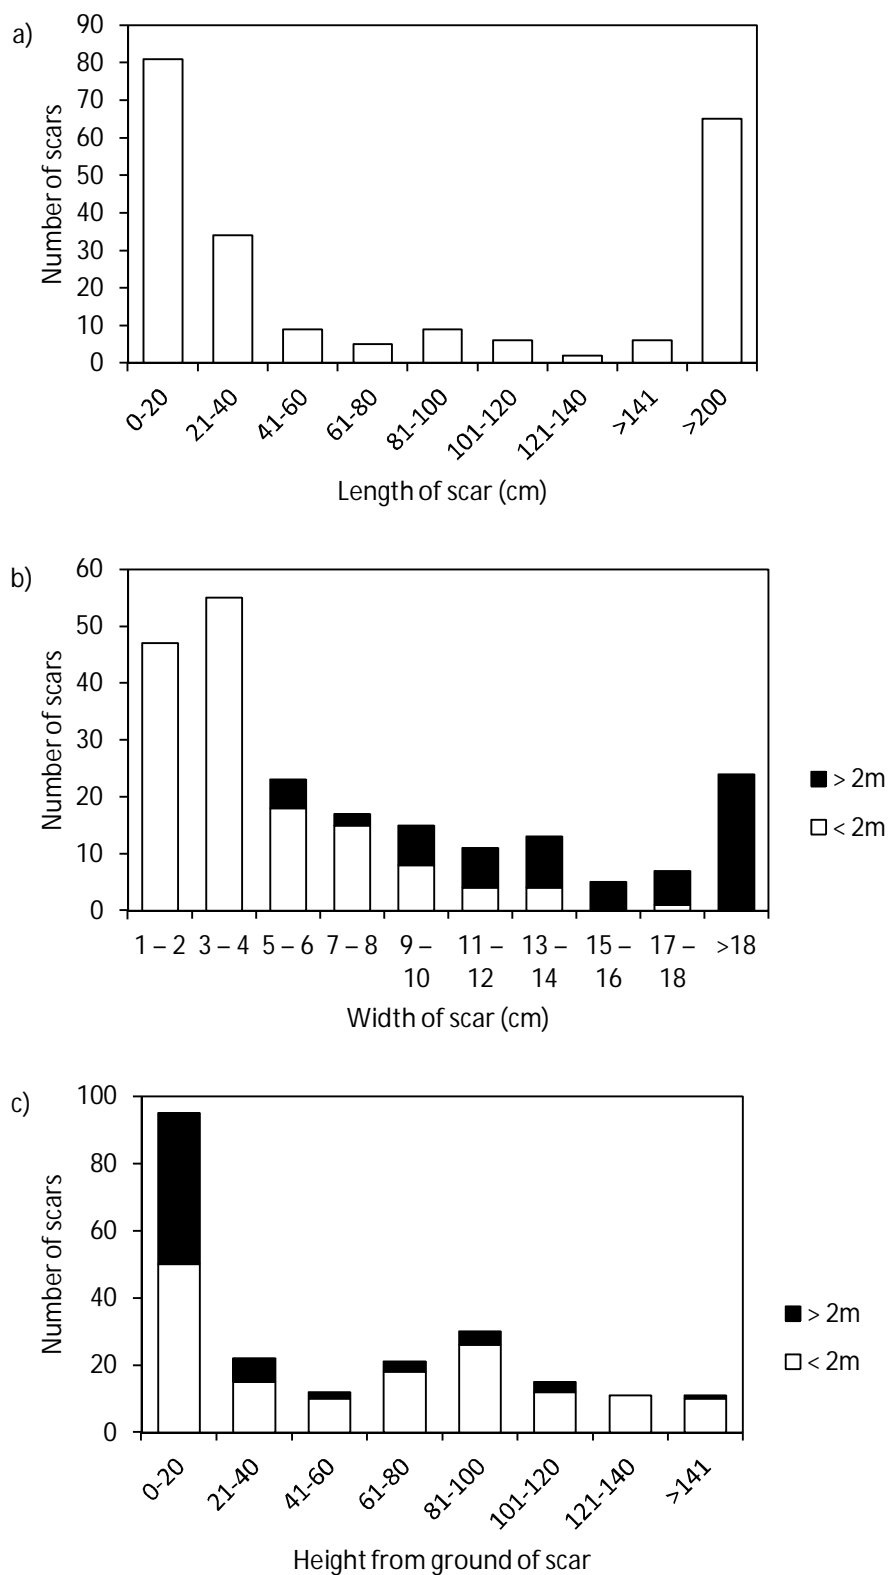 a)
Number of scars
90
80
70
60
50
40
30
20
10
0
0-20
21-40
41-60
61-80
81-100
101-120
121-140
>141
>200
Length of scar (cm)
b)
Number of scars
60
50
40
30
20
10
0
1 – 2 3 – 4 5 – 6 7 – 8 9 – 11 – 13 – 15 – 17 – >18
10 12 14 16 18
Width of scar (cm)
> 2m
< 2m
c)
Number of scars
100
80
60
40
20
0
0-20
21-40
41-60
61-80
81-100
101-120
121-140
>141
Height from ground of scar
> 2m
< 2m